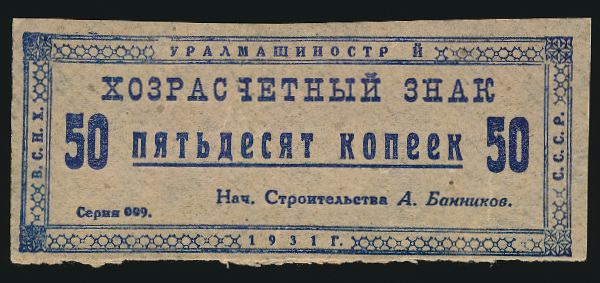 УРАЛМАШИНОСТР Й
ХОЗРАСЧЕТНЫЙ ЗНАК
50 ПЯТЬДЕСЯТ КОПЕЕК 50
Нач. Строительства А. Банников.
Серия 009.
1931 Г.
В. С. Н. Х.
С. С. С. Р.